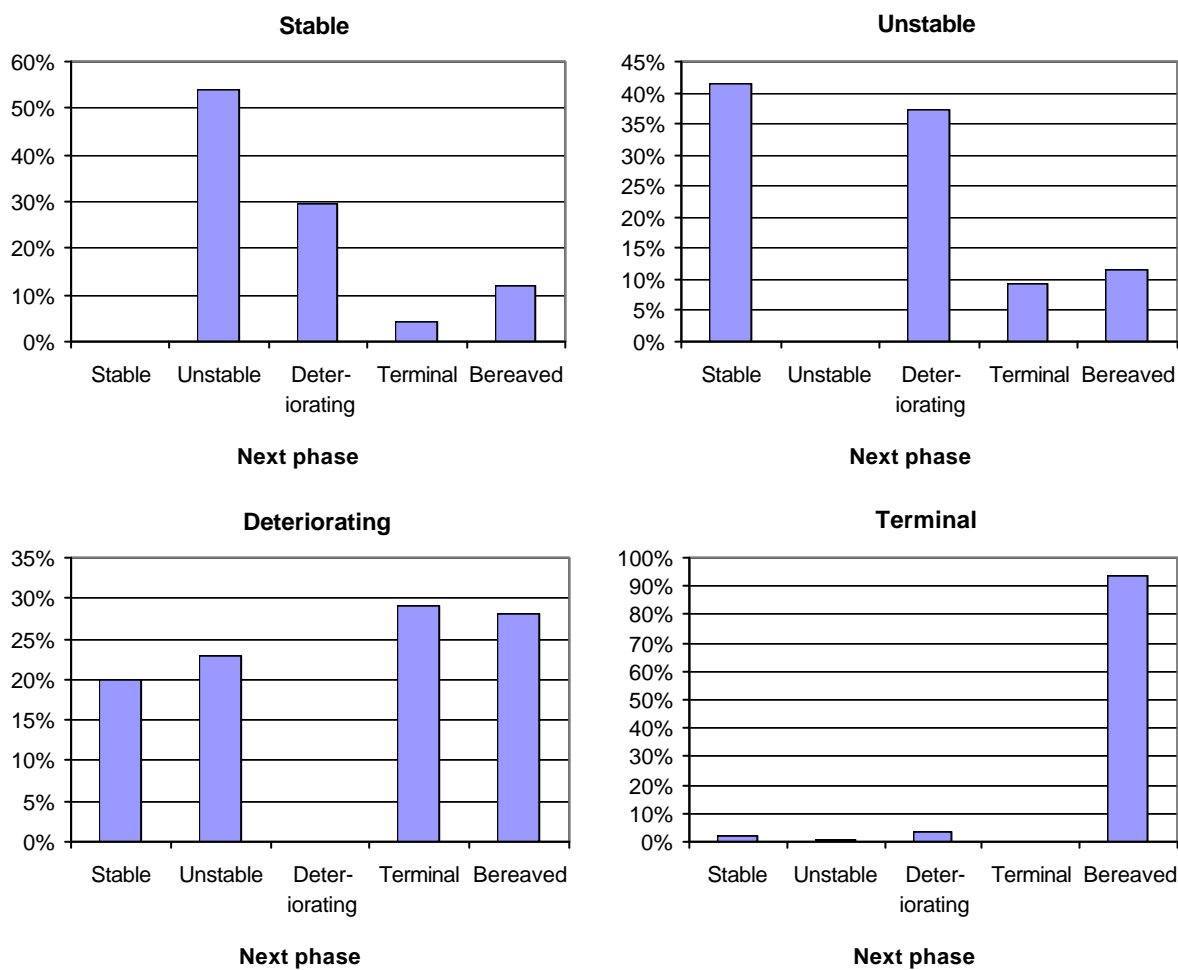 Stable
60%
50%
40%
30%
20%
10%
0%
Stable Unstable Deter- Terminal Bereaved
iorating
Next phase
Unstable
45%
40%
35%
30%
25%
20%
15%
10%
5%
0%
Stable Unstable Deter- Terminal Bereaved
iorating
Next phase
Deteriorating
35%
30%
25%
20%
15%
10%
5%
0%
Stable Unstable Deter- Terminal Bereaved
iorating
Next phase
Terminal
100%
90%
80%
70%
60%
50%
40%
30%
20%
10%
0%
Stable Unstable Deter- Terminal Bereaved
iorating
Next phase